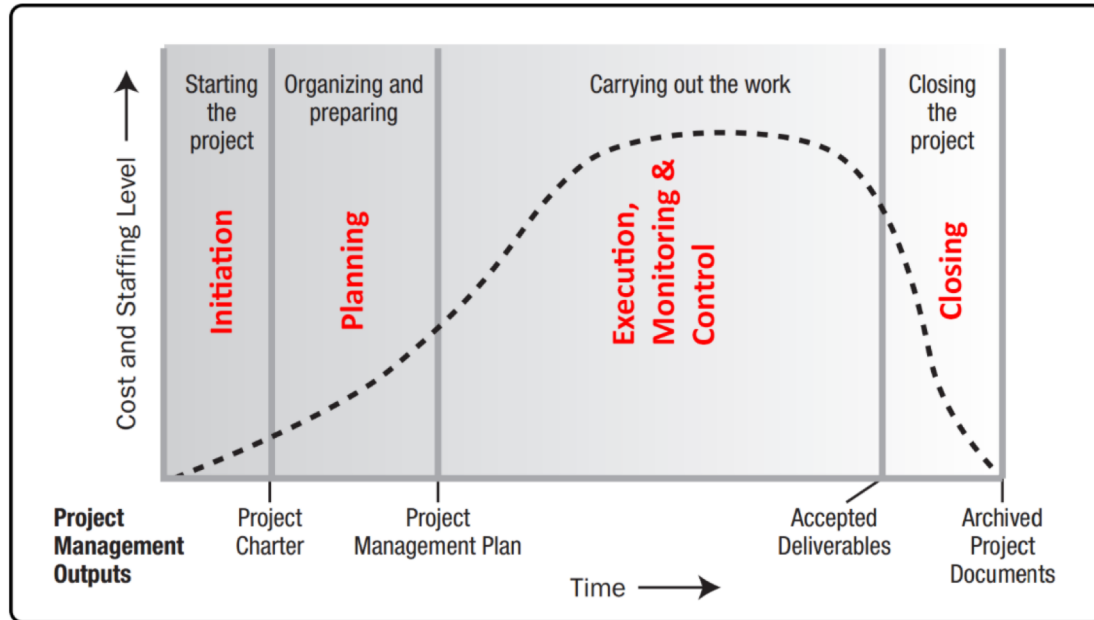 Starting
the
project
Organizing and
preparing
Carrying out the work
Closing
the
project
Cost and Staffing Level
Initiation
Planning
Execution,
Monitoring &
Control
Closing
Project
Management
Outputs
Project
Charter
Project
Management Plan
Accepted
Deliverables
Archived
Project
Documents
Time